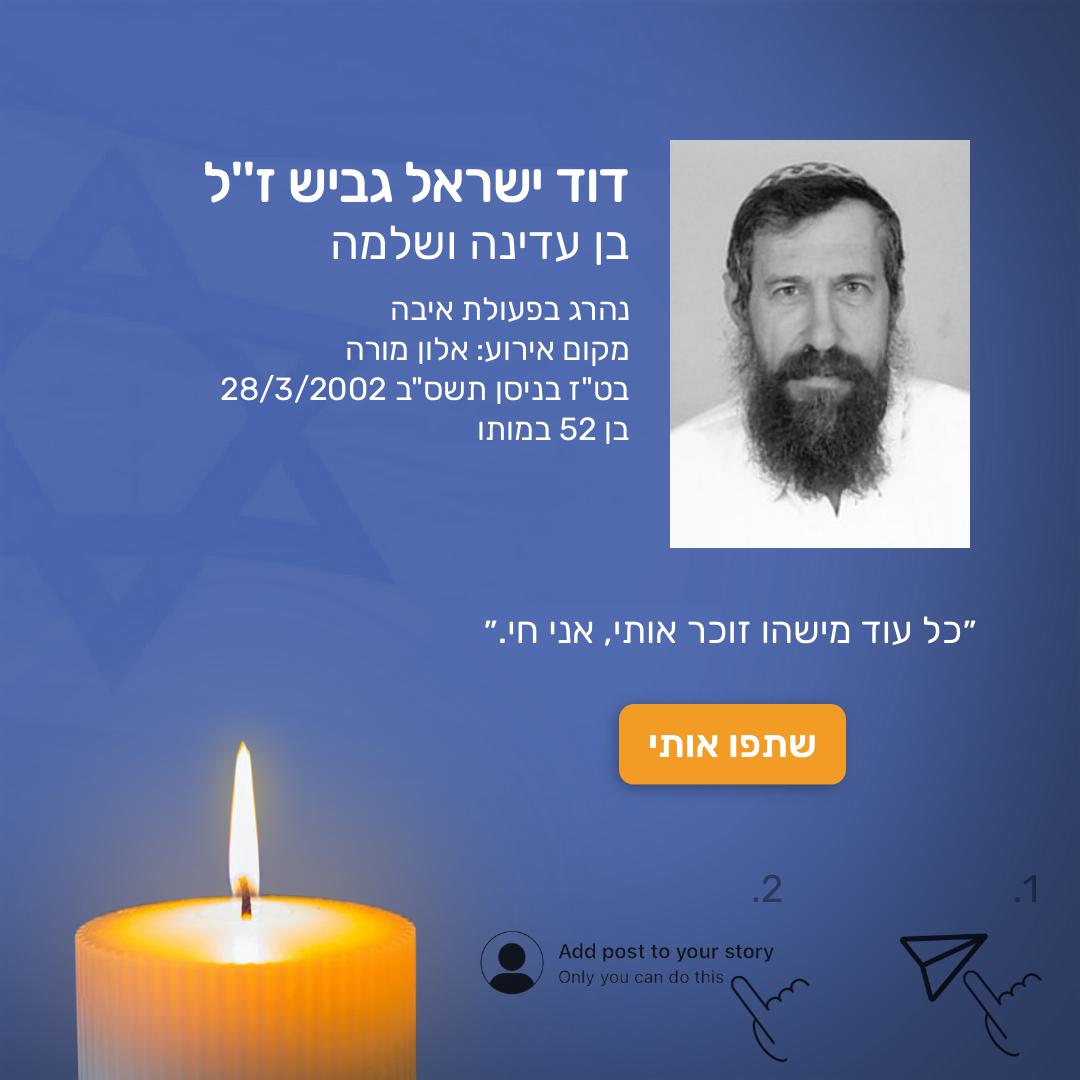 דוד ישראל גביש ז"ל
בן עדינה ושלמה
נהרג בפעולת איבה
מקום אירוע: אלון מורה
בט"ז בניסן תשס"ב 28/3/2002
בן 52 במותו
״כל עוד מישהו זוכר אותי, אני חי.״
שתפו אותי
1.
2.
Add post to your story
Only you can do this